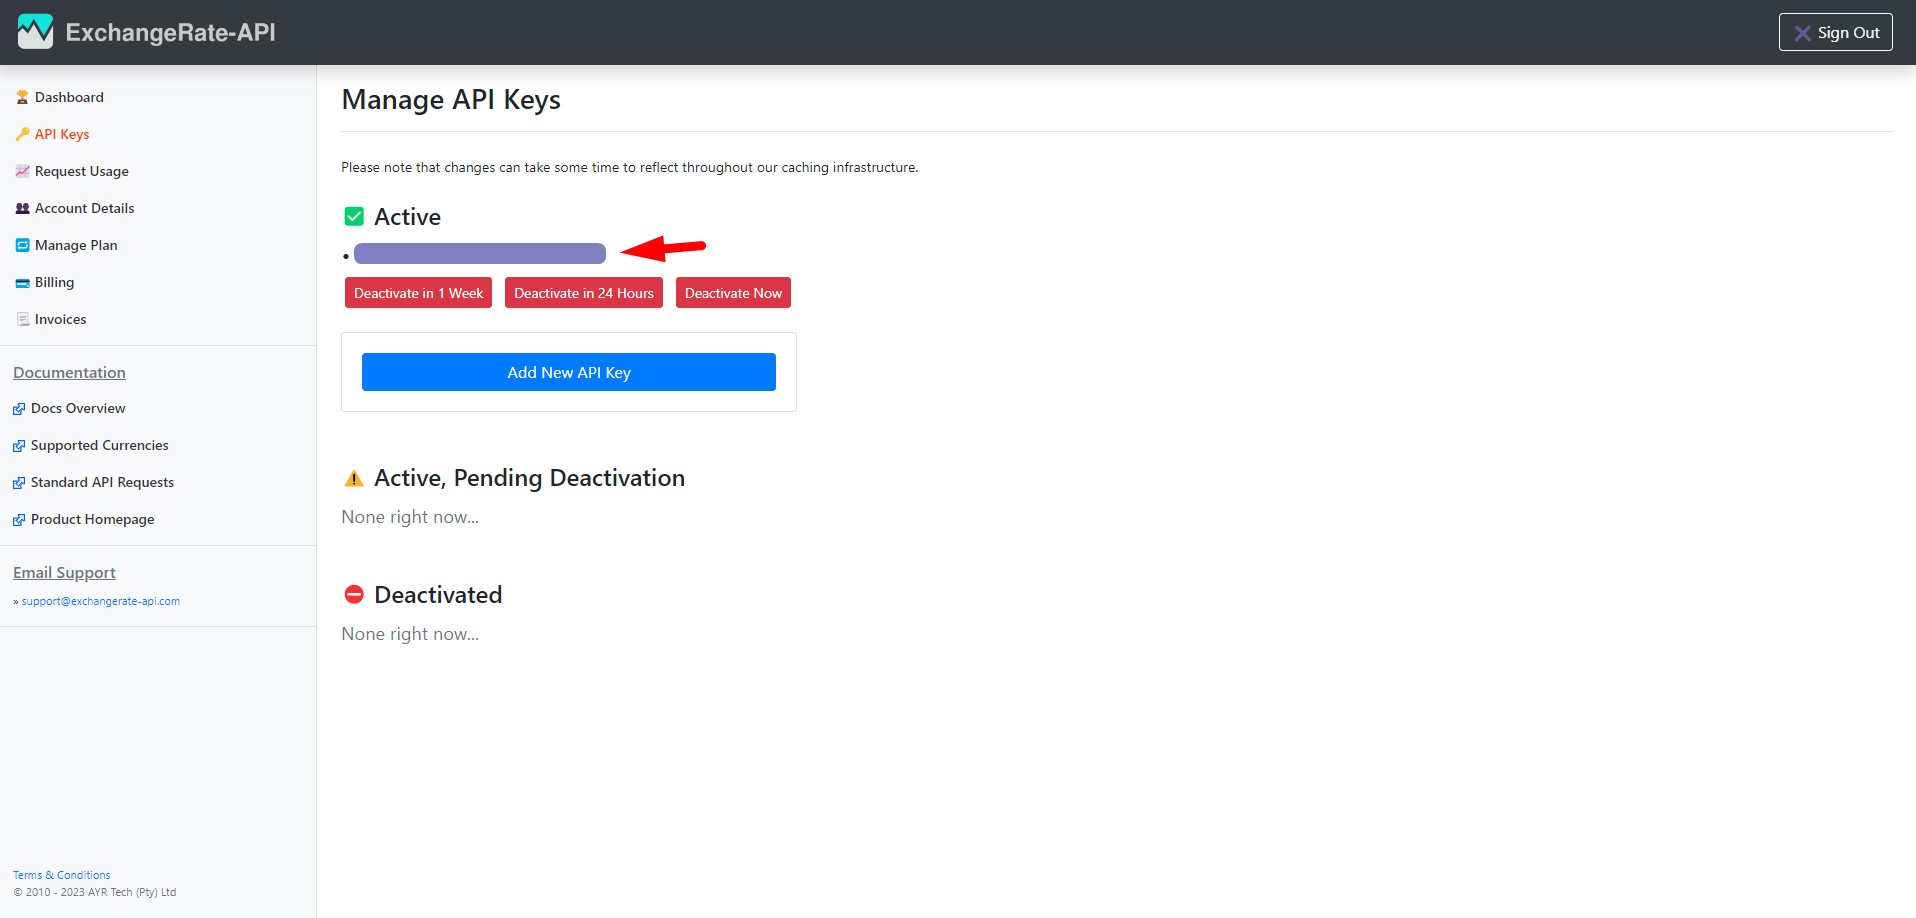 ExchangeRate-API
Sign Out
Dashboard
API Keys
Request Usage
Account Details
Manage Plan
Billing
Invoices
Documentation
Docs Overview
Supported Currencies
Standard API Requests
Product Homepage
Email Support
» support@exchangerate-api.com
Terms & Conditions
© 2010 - 2023 AYR Tech (Pty) Ltd
Manage API Keys
Please note that changes can take some time to reflect throughout our caching infrastructure.
Active
Deactivate in 1 Week Deactivate in 24 Hours Deactivate Now
Add New API Key
Active, Pending Deactivation
None right now...
Deactivated
None right now...